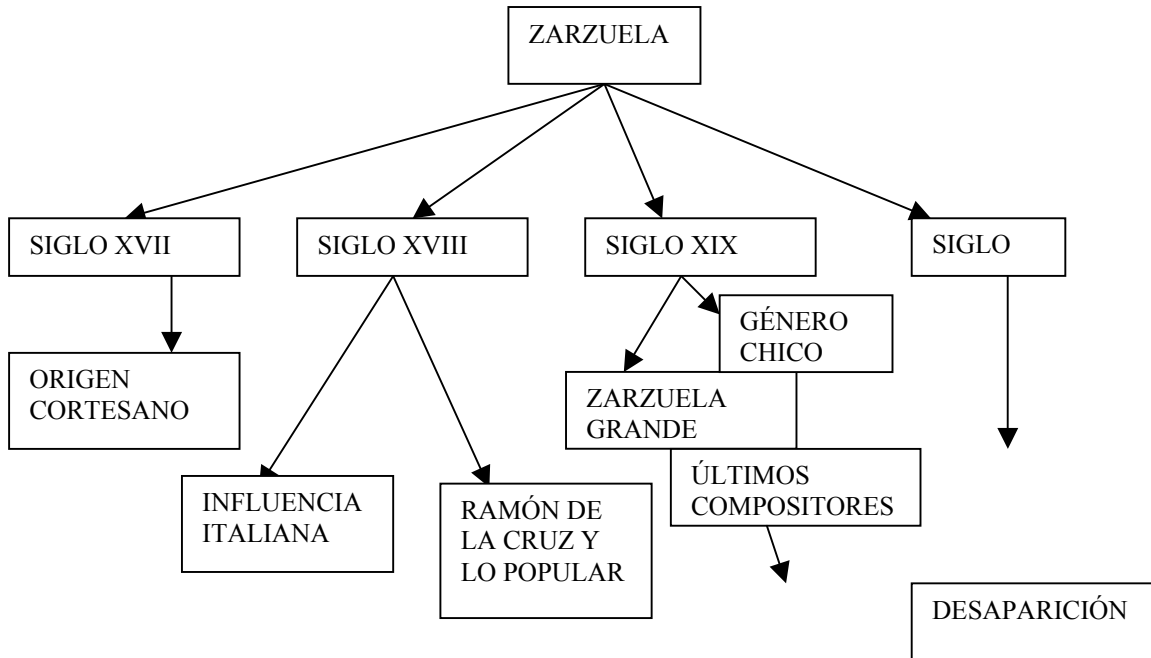 ZARZUELA
SIGLO XVII
SIGLO XVIII
SIGLO XIX
SIGLO
GÉNERO
CHICO
ORIGEN
CORTESANO
ZARZUELA
GRANDE
ÚLTIMOS
COMPOSITORES
INFLUENCIA
ITALIANA
RAMÓN DE
LA CRUZ Y
LO POPULAR
DESAPARICIÓN